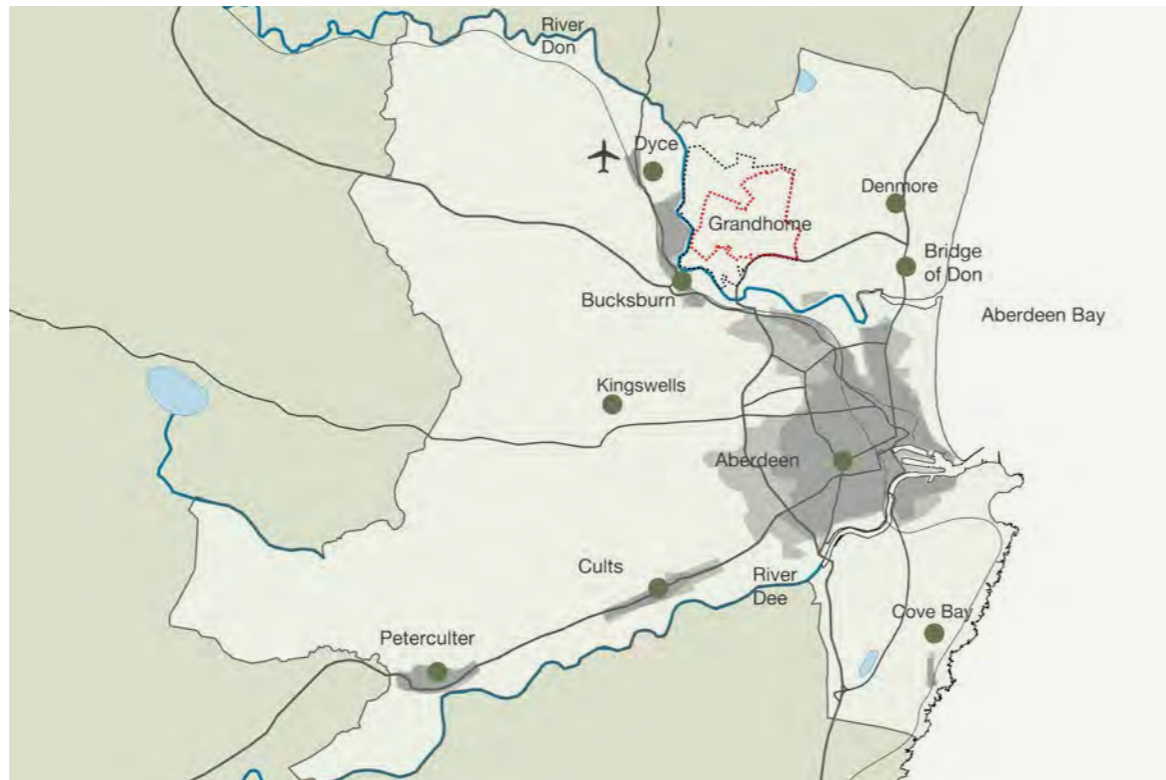 River
Don
Dyce
Denmore
Grandhome
Bridge
of Don
Bucksburn
Aberdeen Bay
Kingswells
Aberdeen
Cults
River
Dee
Cove Bay
Peterculter